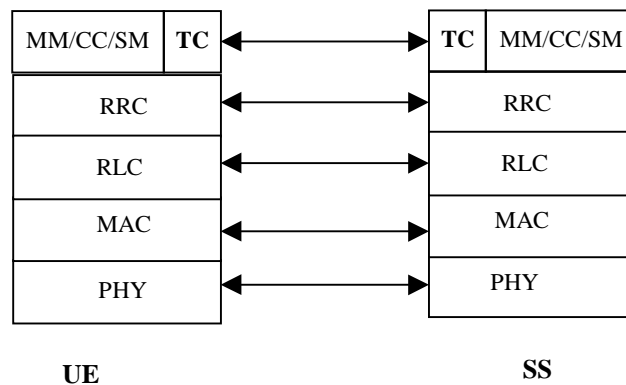 MM/CC/SM TC TC MM/CC/SM
RRC RRC
RLC RLC
MAC MAC
PHY PHY
UE SS